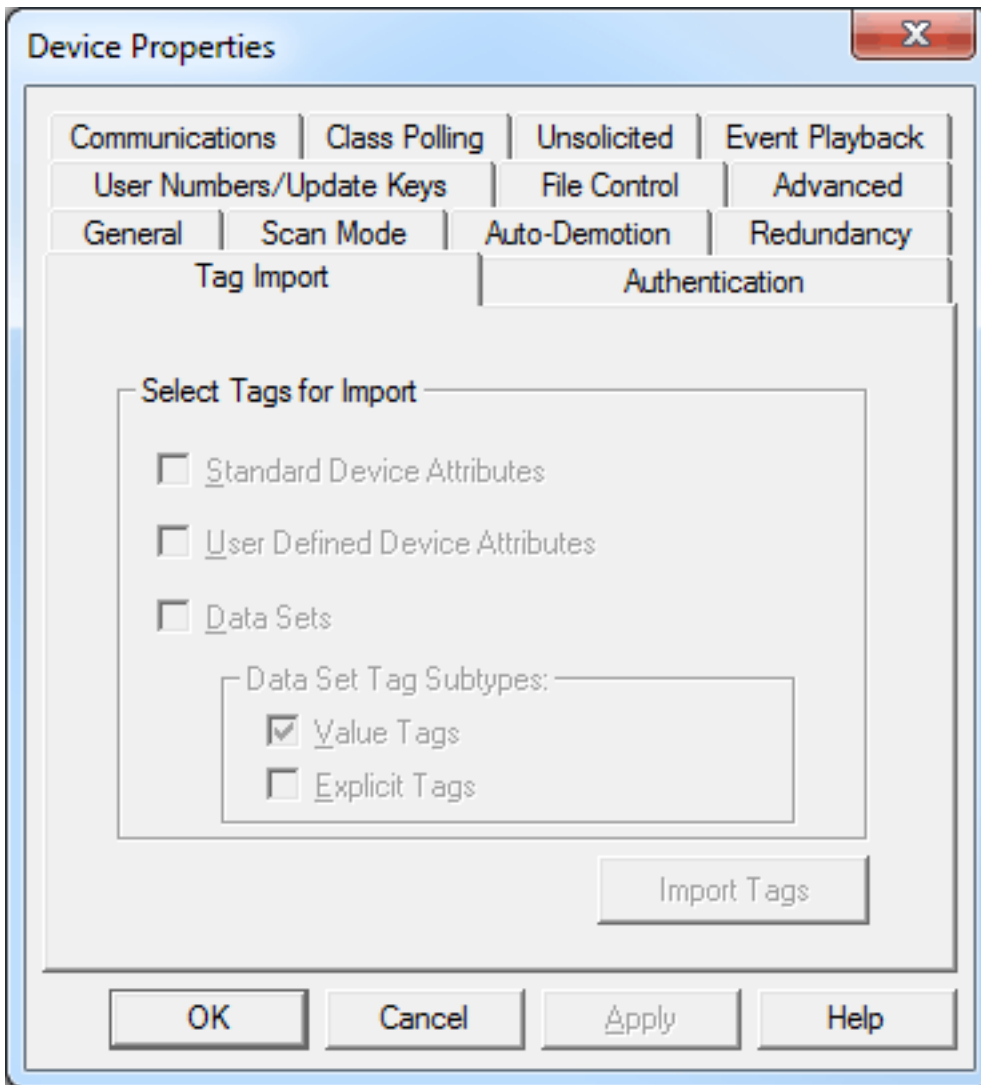 Device Properties
Communications Class Polling Unsolicited Event Playback
User Numbers/Update Keys File Control Advanced
General Scan Mode Auto-Demotion Redundancy
Tag Import Authentication
Select Tags for Import
Standard Device Attributes
User Defined Device Attributes
Data Sets
Data Set Tag Subtypes:
Value Tags
Explicit Tags
Import Tags
OK Cancel Apply Help